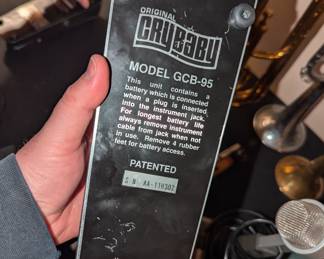 ORIGINAL
CRYBABY
MODEL GCB-95
This unit contains a
battery which is connected
when a plug is inserted
into the instrument jack.
For longest battery life
always remove instrument
cable from jack when not
in use. Remove 4 rubber
feet for battery access.
PATENTED
S/N AA-110302